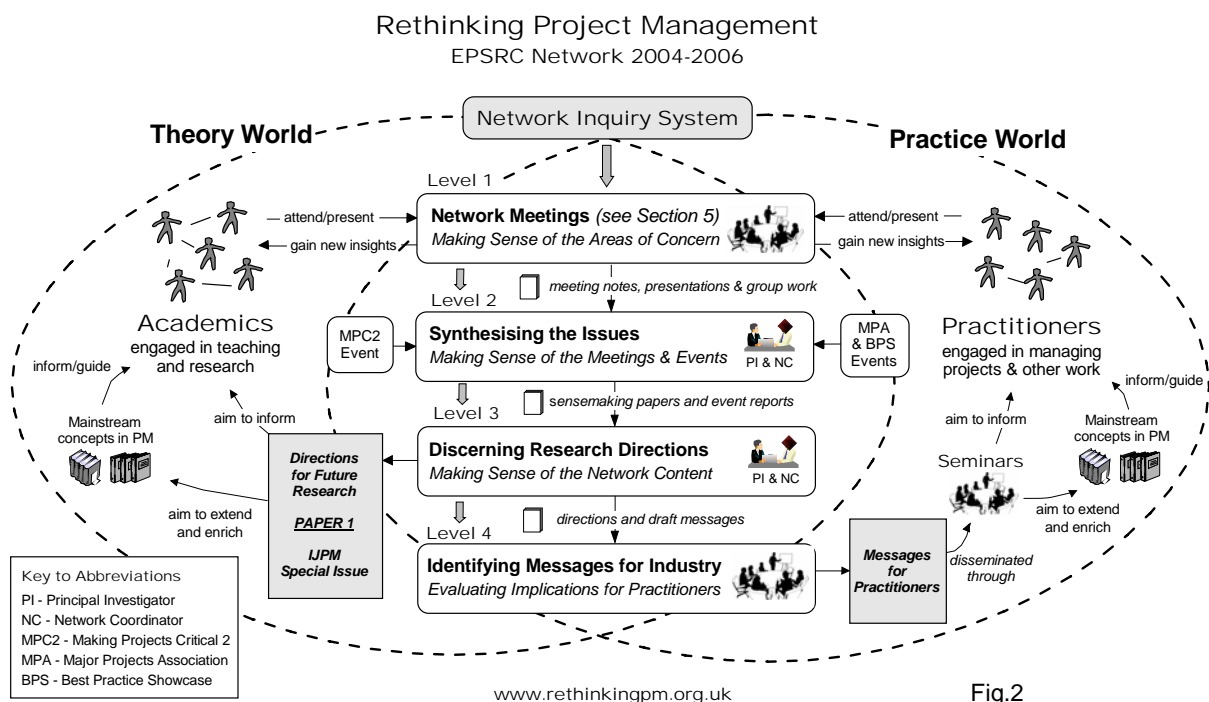 Rethinking Project Management
EPSRC Network 2004-2006
Network Inquiry System
Theory World
Practice World
Level 1
Network Meetings (see Section 5)
Making Sense of the Areas of Concern
attend/present
gain new insights
attend/present
gain new insights
meeting notes, presentations & group work
Level 2
Academics
engaged in teaching
and research
MPC2
Event
Synthesising the Issues
Making Sense of the Meetings & Events
PI & NC
MPA
& BPS
Events
Practitioners
engaged in managing
projects & other work
inform/guide
inform/guide
sensemaking papers and event reports
Level 3
aim to inform
aim to inform
Mainstream
concepts in PM
Mainstream
concepts in PM
Directions
for Future
Research
PAPER 1
IJPM
Special Issue
Discerning Research Directions
Making Sense of the Network Content
PI & NC
Seminars
aim to extend
and enrich
aim to extend
and enrich
directions and draft messages
Level 4
Identifying Messages for Industry
Evaluating Implications for Practitioners
Messages
for
Practitioners
disseminated
through
Key to Abbreviations
PI - Principal Investigator
NC - Network Coordinator
MPC2 - Making Projects Critical 2
MPA - Major Projects Association
BPS - Best Practice Showcase
www.rethinkingpm.org.uk
Fig.2